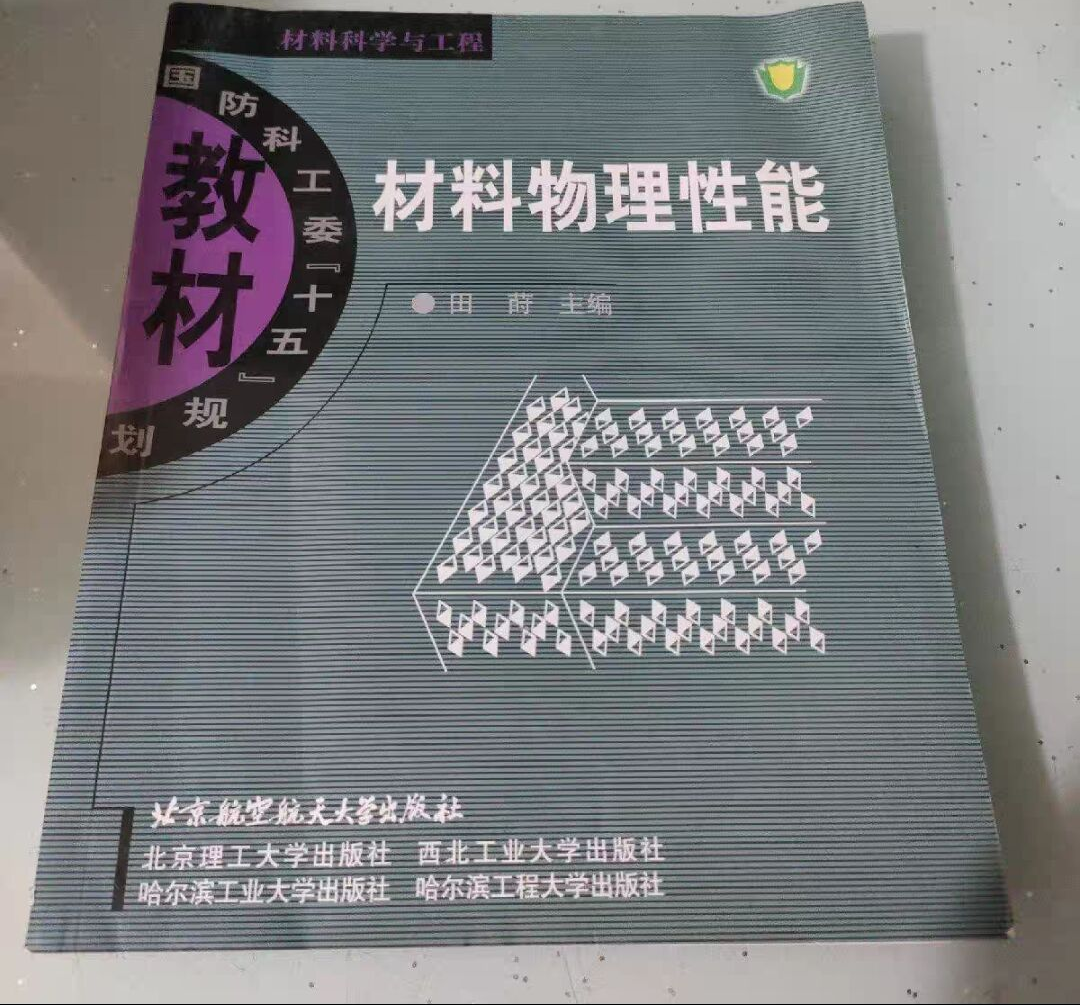 材料科学与工程
国防科工委『十五』规划
教材
材料物理性能
田 莳 主编
北京航空航天大学出版社
北京理工大学出版社 西北工业大学出版社
哈尔滨工业大学出版社 哈尔滨工程大学出版社